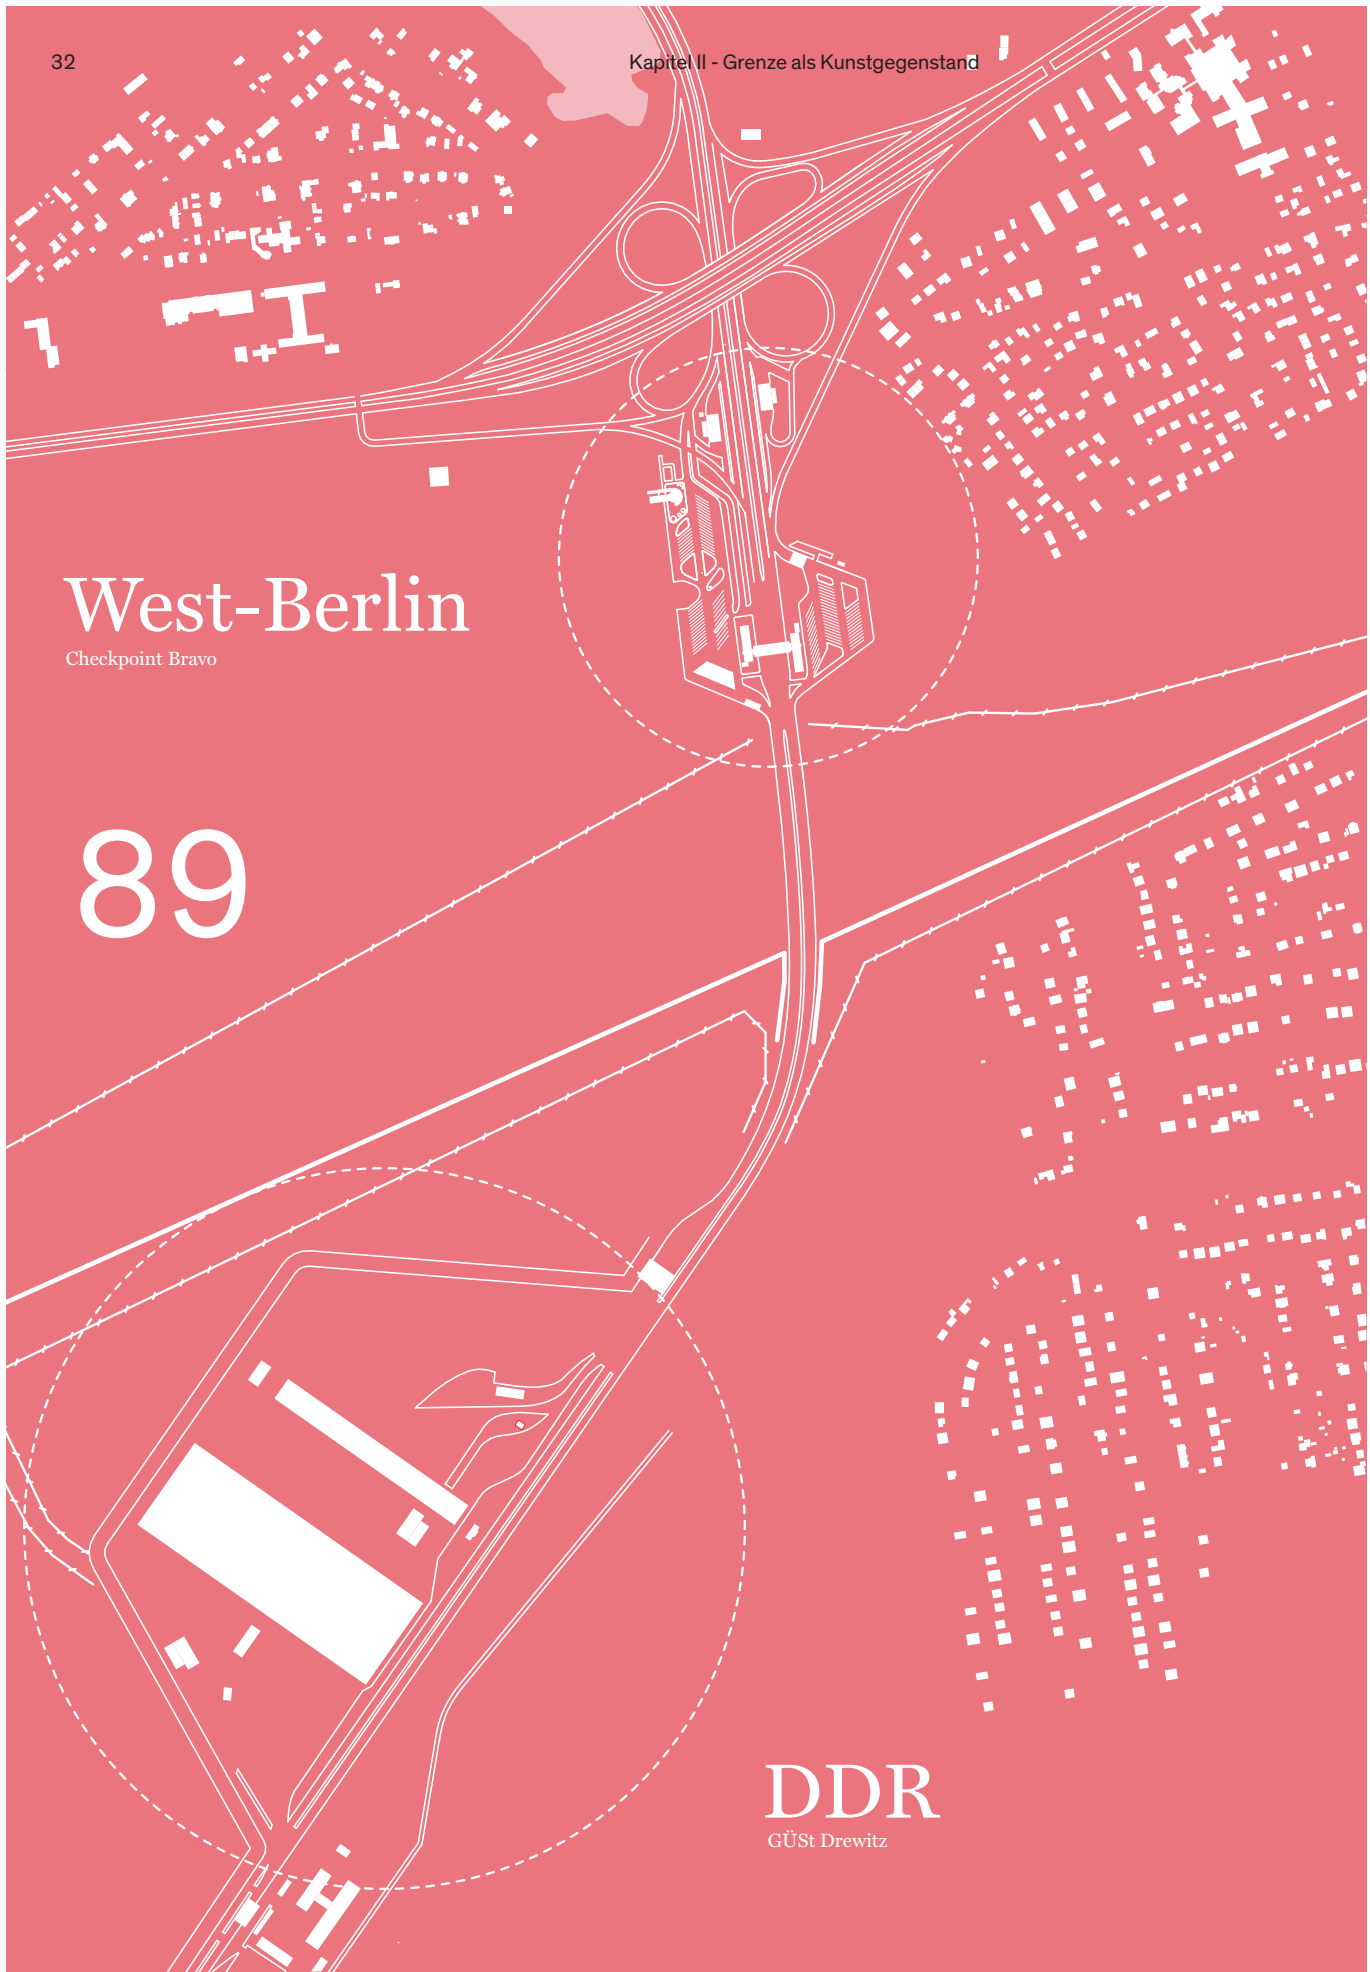 32
Kapitel II - Grenze als Kunstgegenstand
West-Berlin
Checkpoint Bravo
89
DDR
GÜSt Drewitz